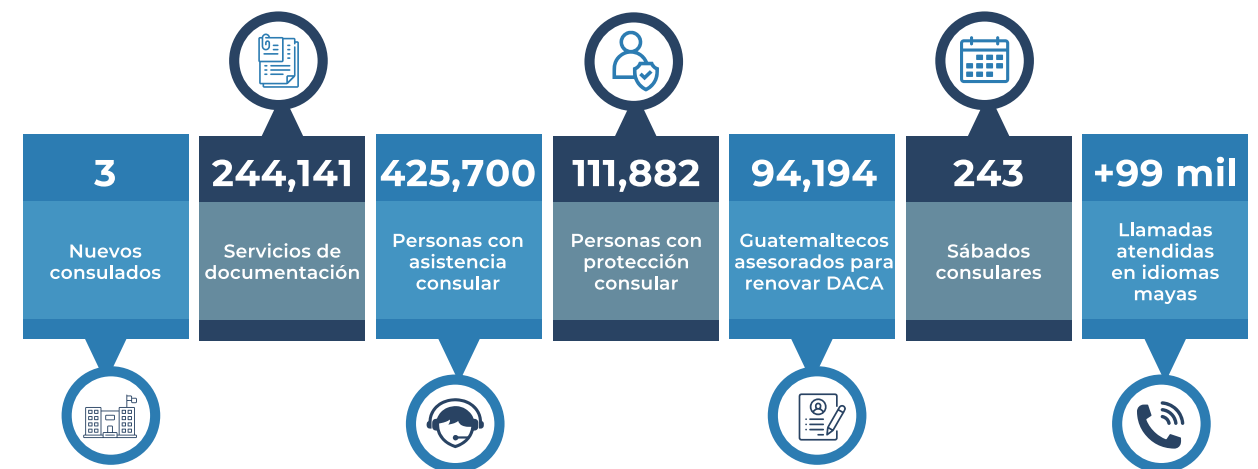 3
Nuevos
consulados
244,141
Servicios de
documentación
425,700
Personas con
asistencia
consular
111,882
Personas con
protección
consular
94,194
Guatemaltecos
asesorados para
renovar DACA
243
Sábados
consulares
+99 mil
Llamadas
atendidas
en idiomas
mayas